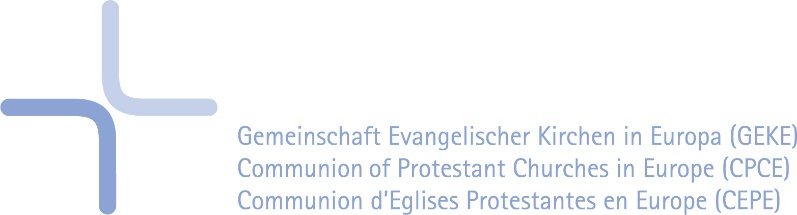 Gemeinschaft Evangelischer Kirchen in Europa (GEKE)
Communion of Protestant Churches in Europe (CPCE)
Communion d'Eglises Protestantes en Europe (CEPE)